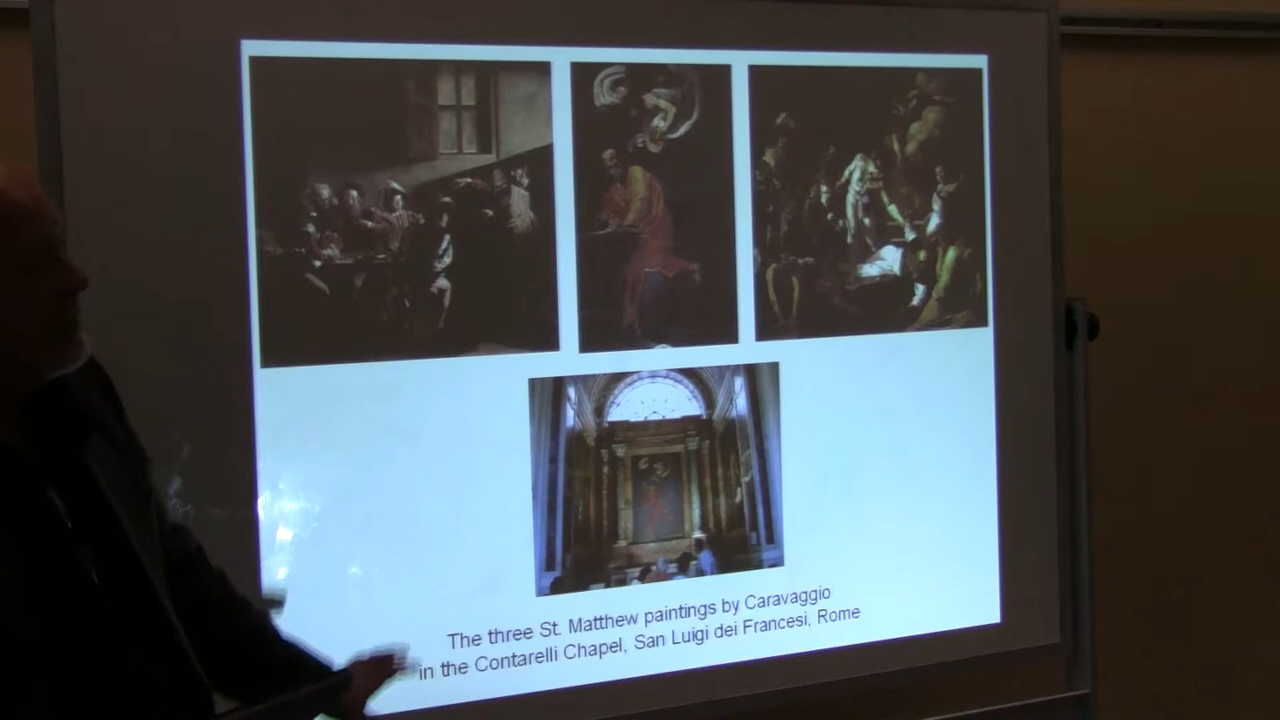 The three St. Matthew paintings by Caravaggio
in the Contarelli Chapel, San Luigi dei Francesi, Rome